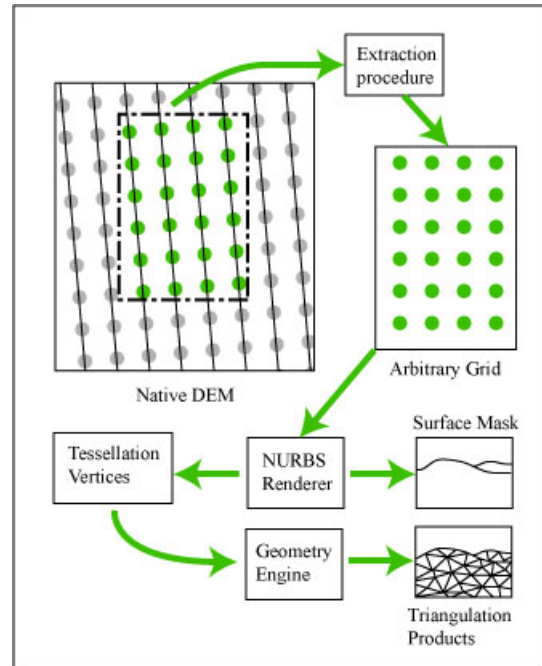 Extraction
procedure
Native DEM
Arbitrary Grid
Surface Mask
Tessellation
Vertices
NURBS
Renderer
Geometry
Engine
Triangulation
Products